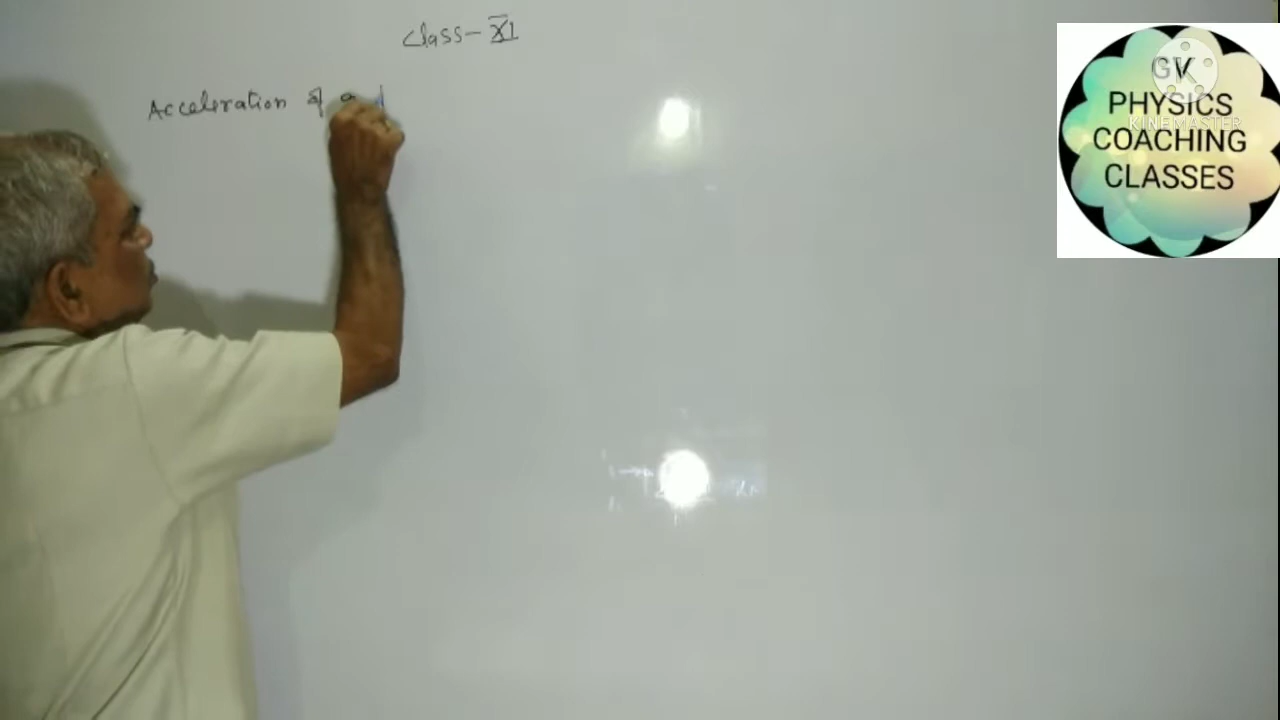 Class - XI
Acceleration of a
GV
PHYSICS
KINEMASTER
COACHING
CLASSES